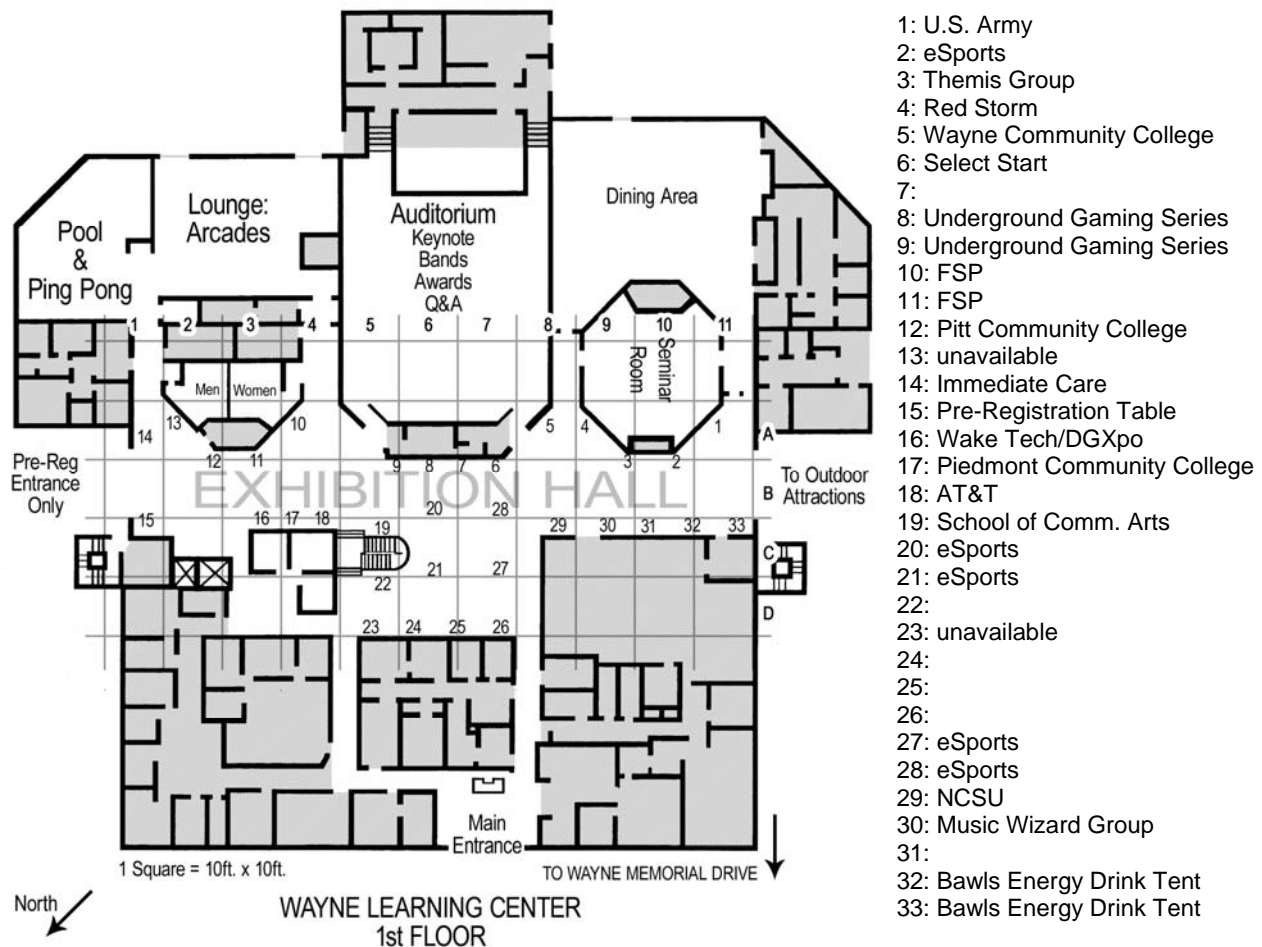 Lounge:
Arcades
Pool
&
Ping Pong
Auditorium
Keynote
Bands
Awards
Q&A
Dining Area
1 2 3 4 5 6 7 8 9 10 11
Seminar
Room
Men Women
13 12 11 10
14
9 8 7 6
5 4 3 2 1
A
Pre-Reg
Entrance
Only
EXHIBITION HALL
To Outdoor
Attractions
B
15 16 17 18 19 20 28
29 30 31 32 33
C
22 21 27
D
23 24 25 26
Main
Entrance
1 Square = 10ft. x 10ft.
TO WAYNE MEMORIAL DRIVE
North
WAYNE LEARNING CENTER
1st FLOOR
1: U.S. Army
2: eSports
3: Themis Group
4: Red Storm
5: Wayne Community College
6: Select Start
7:
8: Underground Gaming Series
9: Underground Gaming Series
10: FSP
11: FSP
12: Pitt Community College
13: unavailable
14: Immediate Care
15: Pre-Registration Table
16: Wake Tech/DGXpo
17: Piedmont Community College
18: AT&T
19: School of Comm. Arts
20: eSports
21: eSports
22:
23: unavailable
24:
25:
26:
27: eSports
28: eSports
29: NCSU
30: Music Wizard Group
31:
32: Bawls Energy Drink Tent
33: Bawls Energy Drink Tent